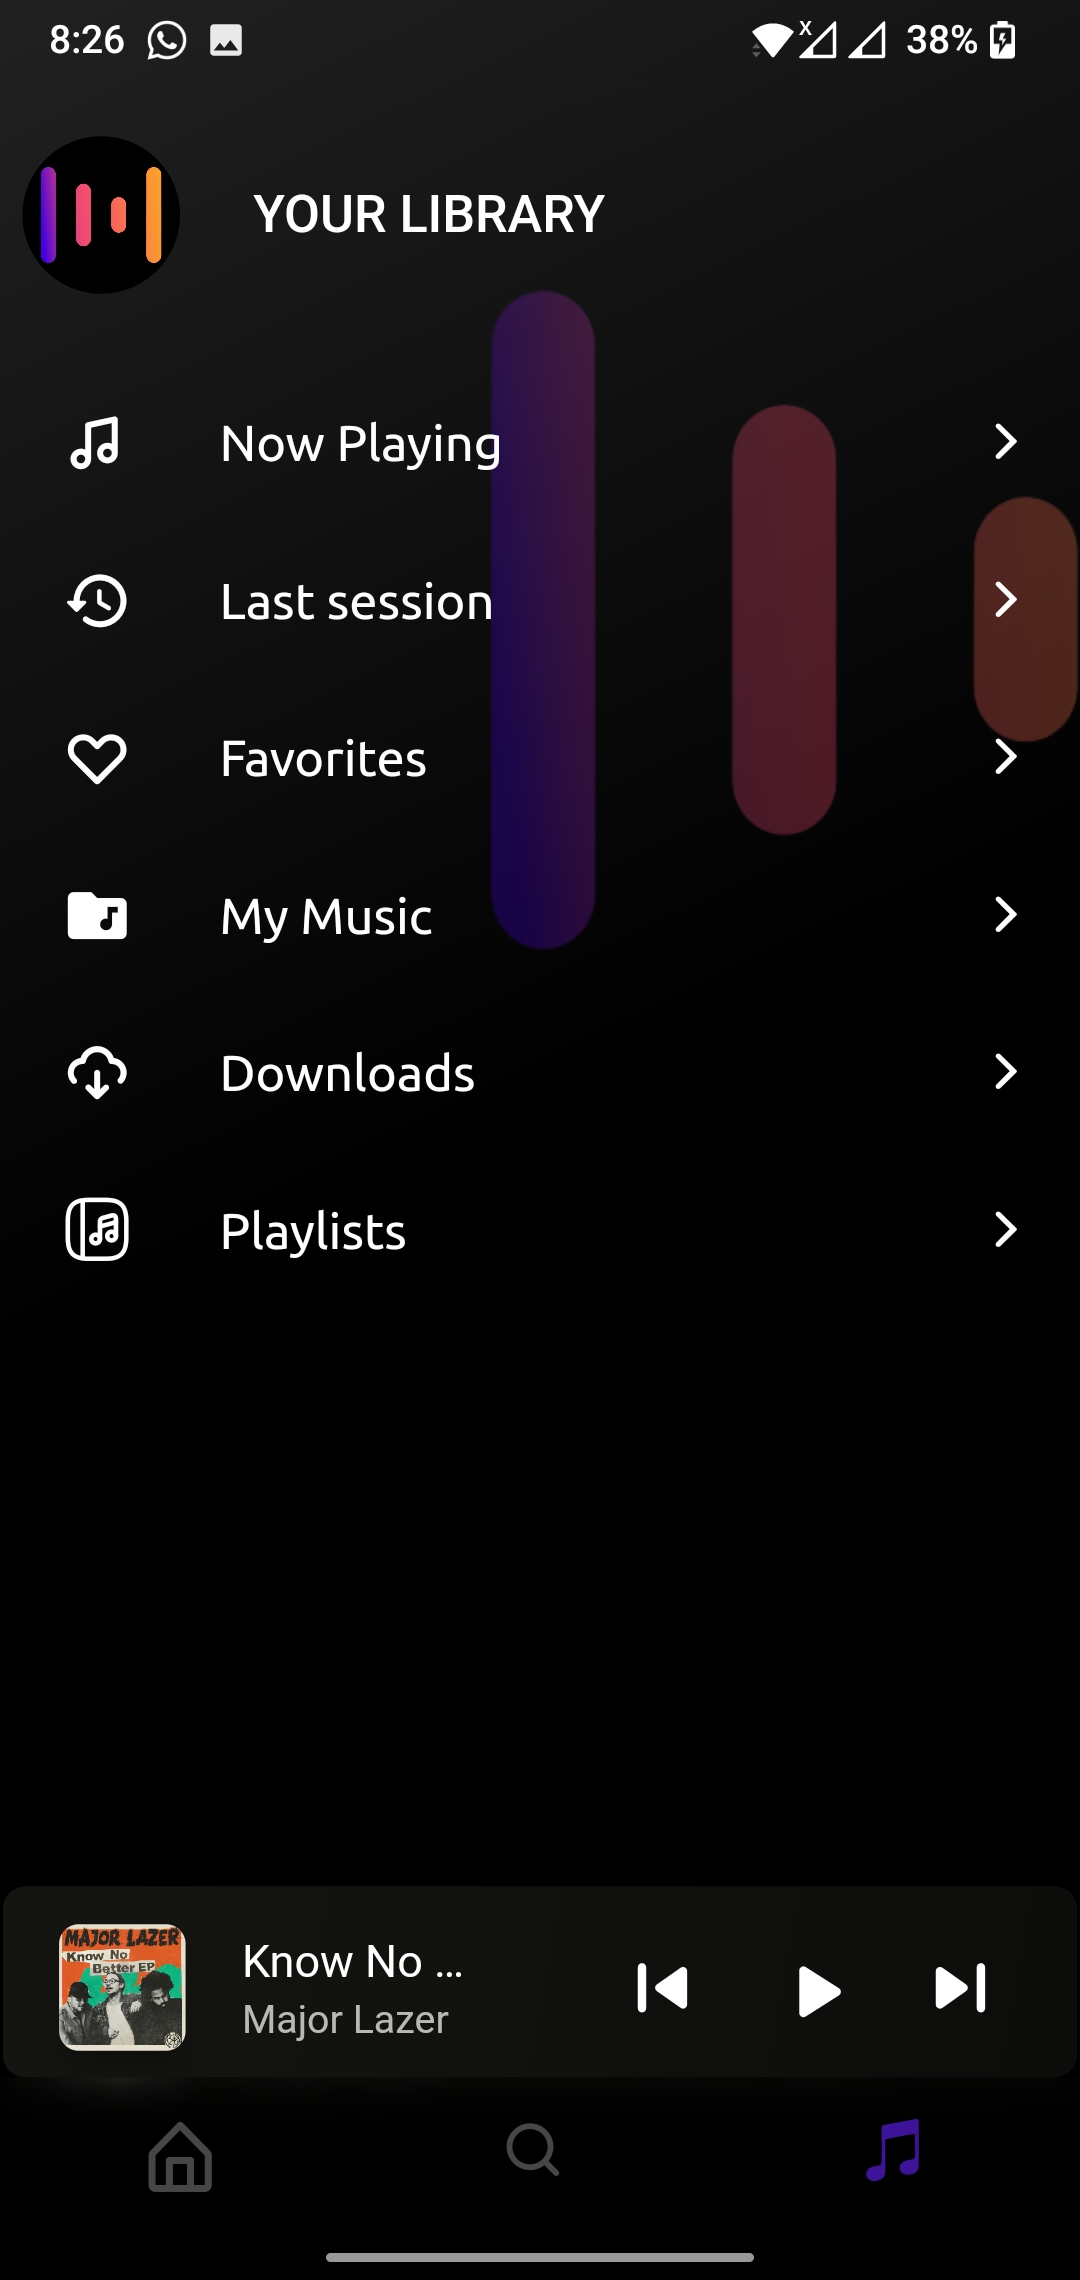 8:26
x
38%
YOUR LIBRARY
Now Playing
Last session
Favorites
My Music
Downloads
Playlists
MAJOR LAZER
Know No
Better EP
Know No ...
Major Lazer